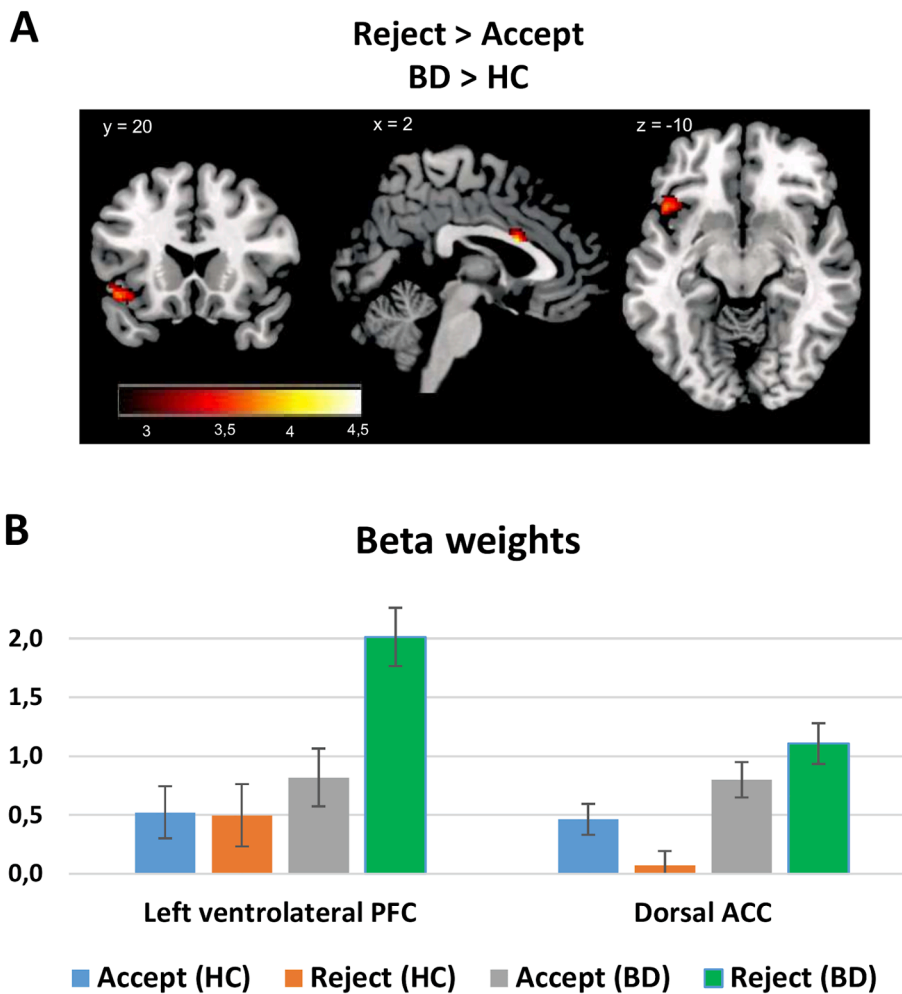 A
Reject > Accept
BD > HC
y = 20
x = 2
z = -10
3
3,5
4
4,5
B
Beta weights
2,0
1,5
1,0
0,5
0,0
Left ventrolateral PFC
Dorsal ACC
Accept (HC)
Reject (HC)
Accept (BD)
Reject (BD)